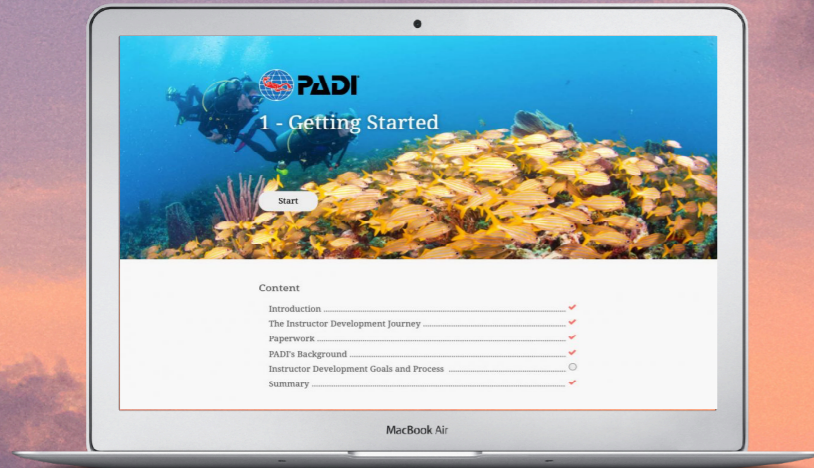 PADI
1 - Getting Started
Start
Content
Introduction
The Instructor Development Journey
Paperwork
PADI's Background
Instructor Development Goals and Process
Summary
MacBook Air